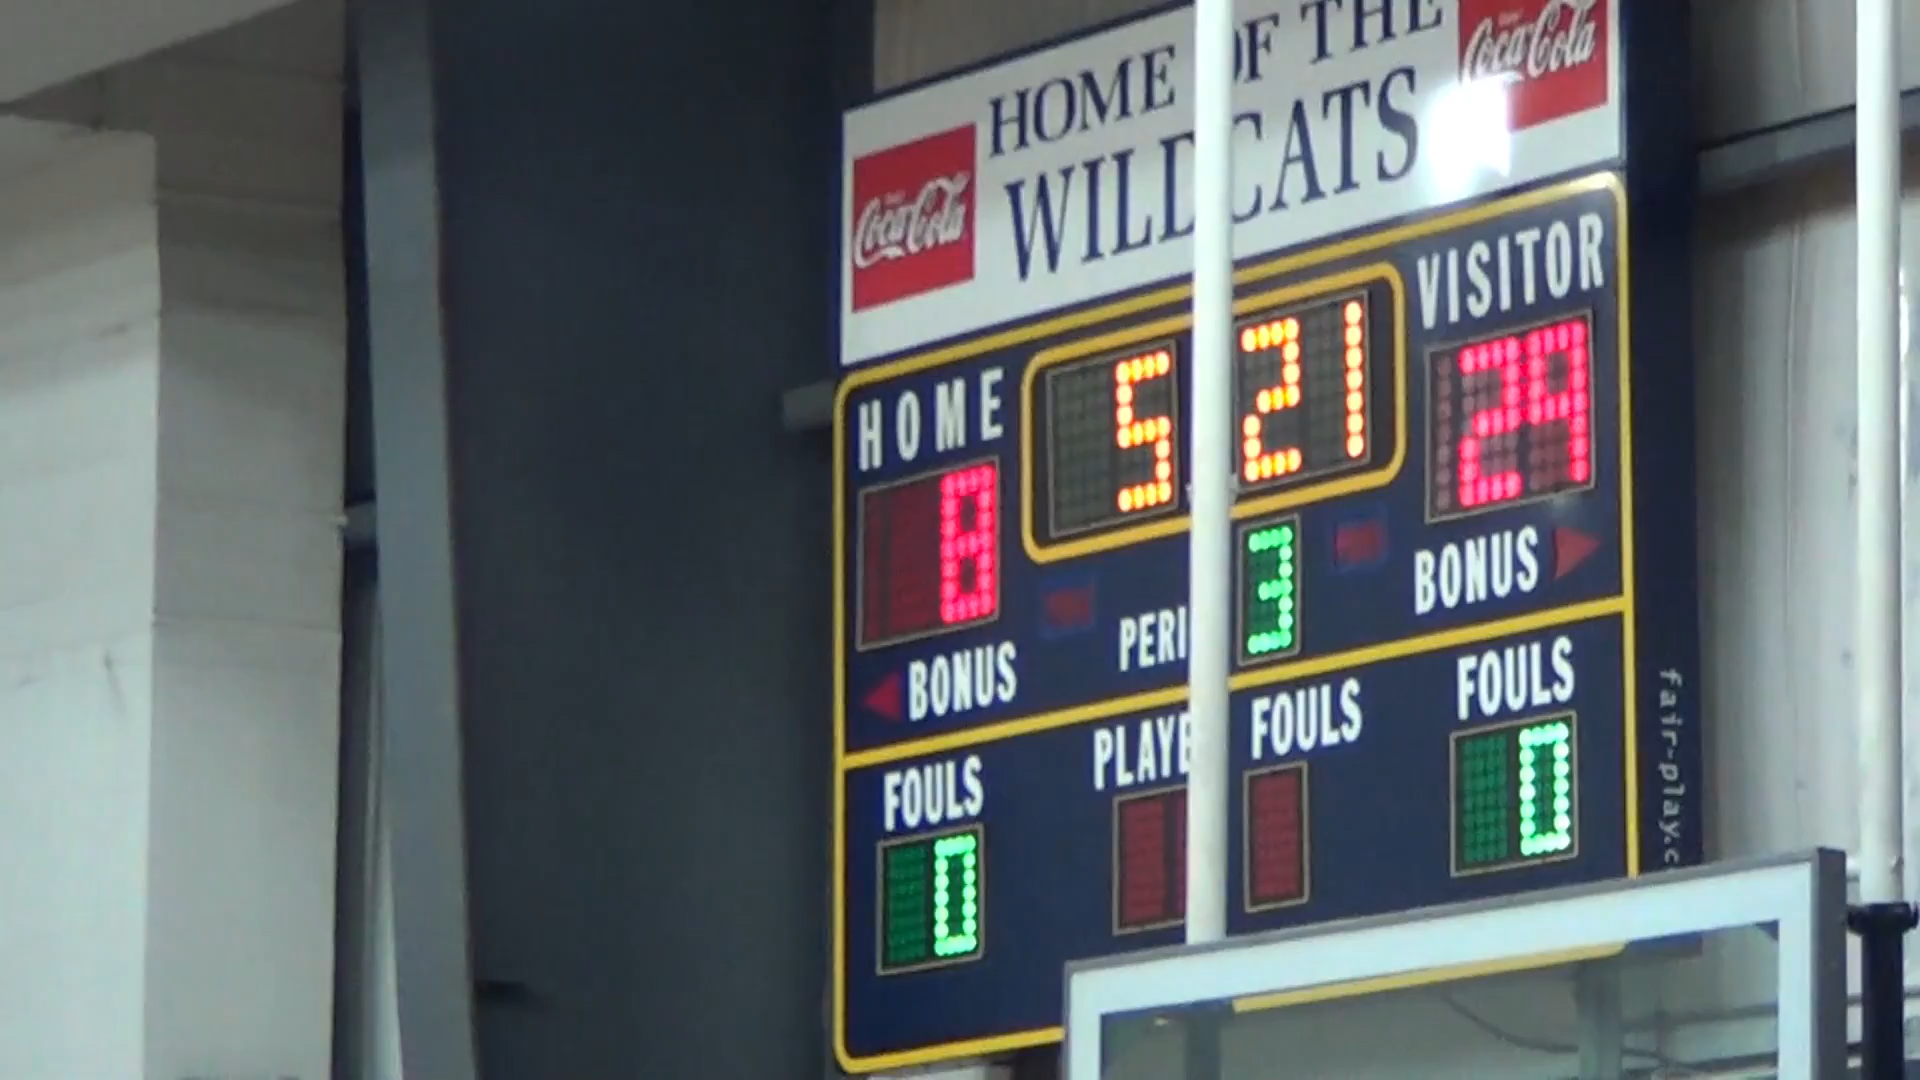 HOME OF THE
WILDCATS
Coca-Cola
Coca-Cola
HOME
5 21
VISITOR
8
29
3
BONUS
PERI
BONUS
FOULS
PLAYE FOULS
FOULS
0
0
fair-play.c